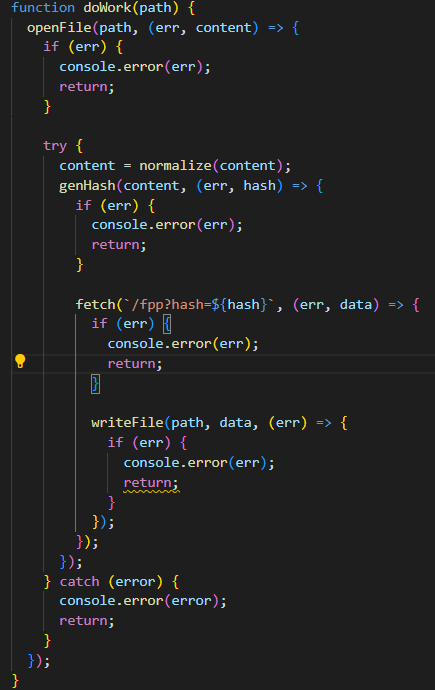 function doWork(path) {
  openFile(path, (err, content) => {
    if (err) {
      console.error(err);
      return;
    }

    try {
      content = normalize(content);
      genHash(content, (err, hash) => {
        if (err) {
          console.error(err);
          return;
        }

        fetch(`/fpp?hash=${hash}`, (err, data) => {
          if (err) {
            console.error(err);
            return;
          }

          writeFile(path, data, (err) => {
            if (err) {
              console.error(err);
              return;
            }
          });
        });
      });
    } catch (error) {
      console.error(error);
      return;
    }
  });
}